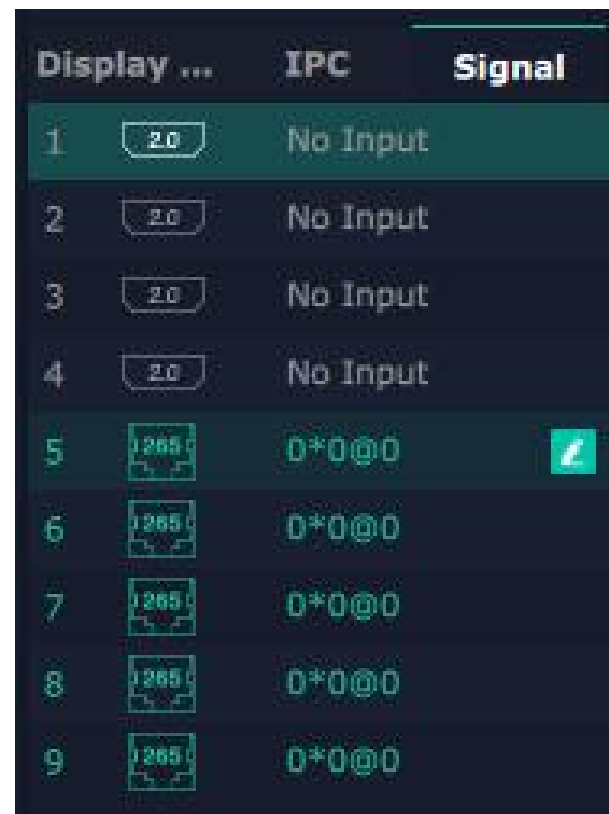 Display ... IPC Signal
1 2.0 No Input
2 2.0 No Input
3 2.0 No Input
4 2.0 No Input
5 265 0*0@0
6 265 0*0@0
7 265 0*0@0
8 265 0*0@0
9 265 0*0@0